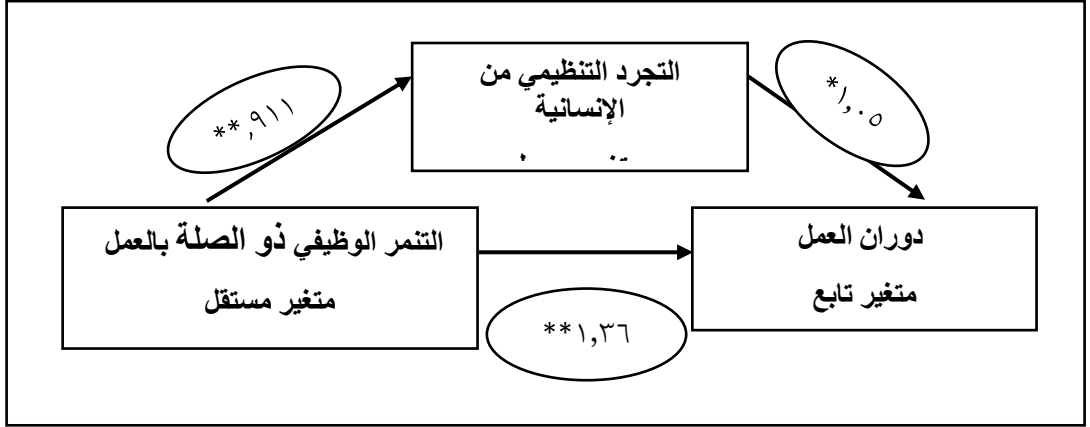 التجرد التنظيمي من
الإنسانية
**,٩١١
*١,٠٥
التنمر الوظيفي ذو الصلة بالعمل
متغير مستقل
دوران العمل
متغير تابع
**١,٣٦